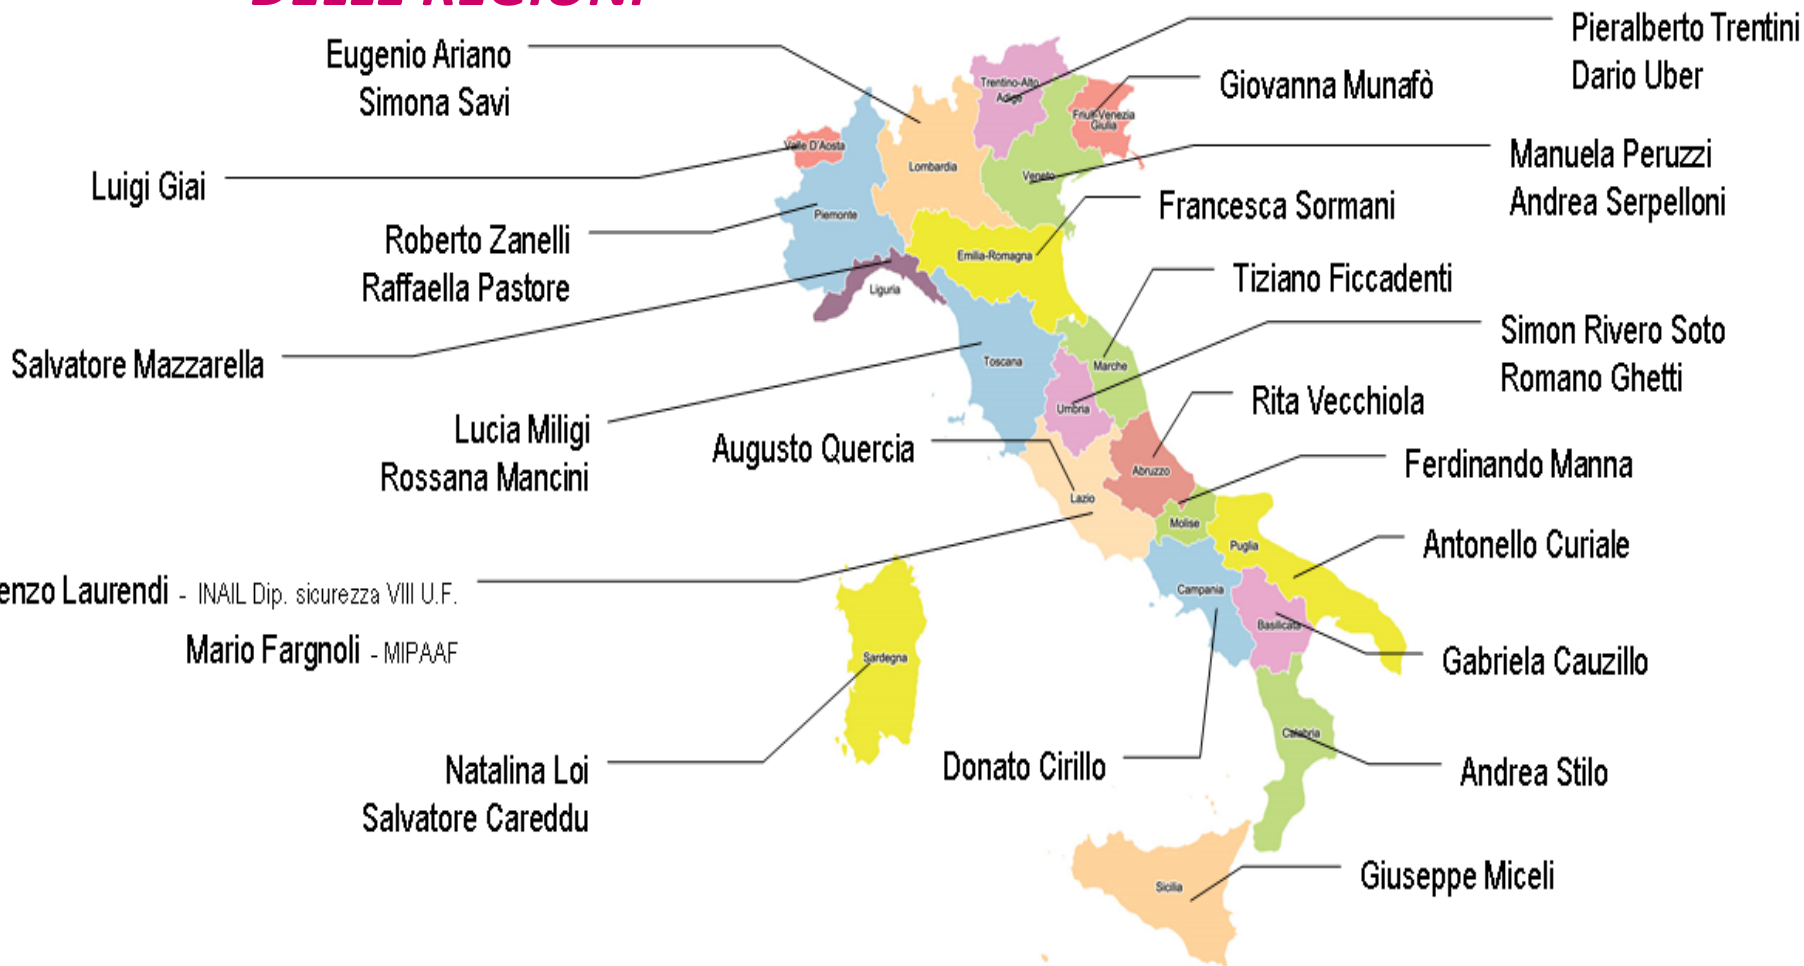 DELLE REGIONI
Eugenio Ariano
Simona Savi
Luigi Giai
Roberto Zanelli
Raffaella Pastore
Salvatore Mazzarella
Lucia Miligi
Rossana Mancini
Augusto Quercia
enzo Laurendi - INAIL Dip. sicurezza VIII U.F.
Mario Fargnoli - MIPAAF
Natalina Loi
Salvatore Careddu
Donato Cirillo
Pieralberto Trentini
Dario Uber
Giovanna Munafò
Manuela Peruzzi
Andrea Serpelloni
Francesca Sormani
Tiziano Ficcadenti
Simon Rivero Soto
Romano Ghetti
Rita Vecchiola
Ferdinando Manna
Antonello Curiale
Gabriela Cauzillo
Andrea Stilo
Giuseppe Miceli
Trentino-Alto
Adige
Friuli-Venezia
Giulia
Valle D'Aosta
Lombardia
Veneto
Piemonte
Emilia-Romagna
Liguria
Toscana
Marche
Umbria
Abruzzo
Lazio
Molise
Puglia
Campania
Basilicata
Sardegna
Calabria
Sicilia